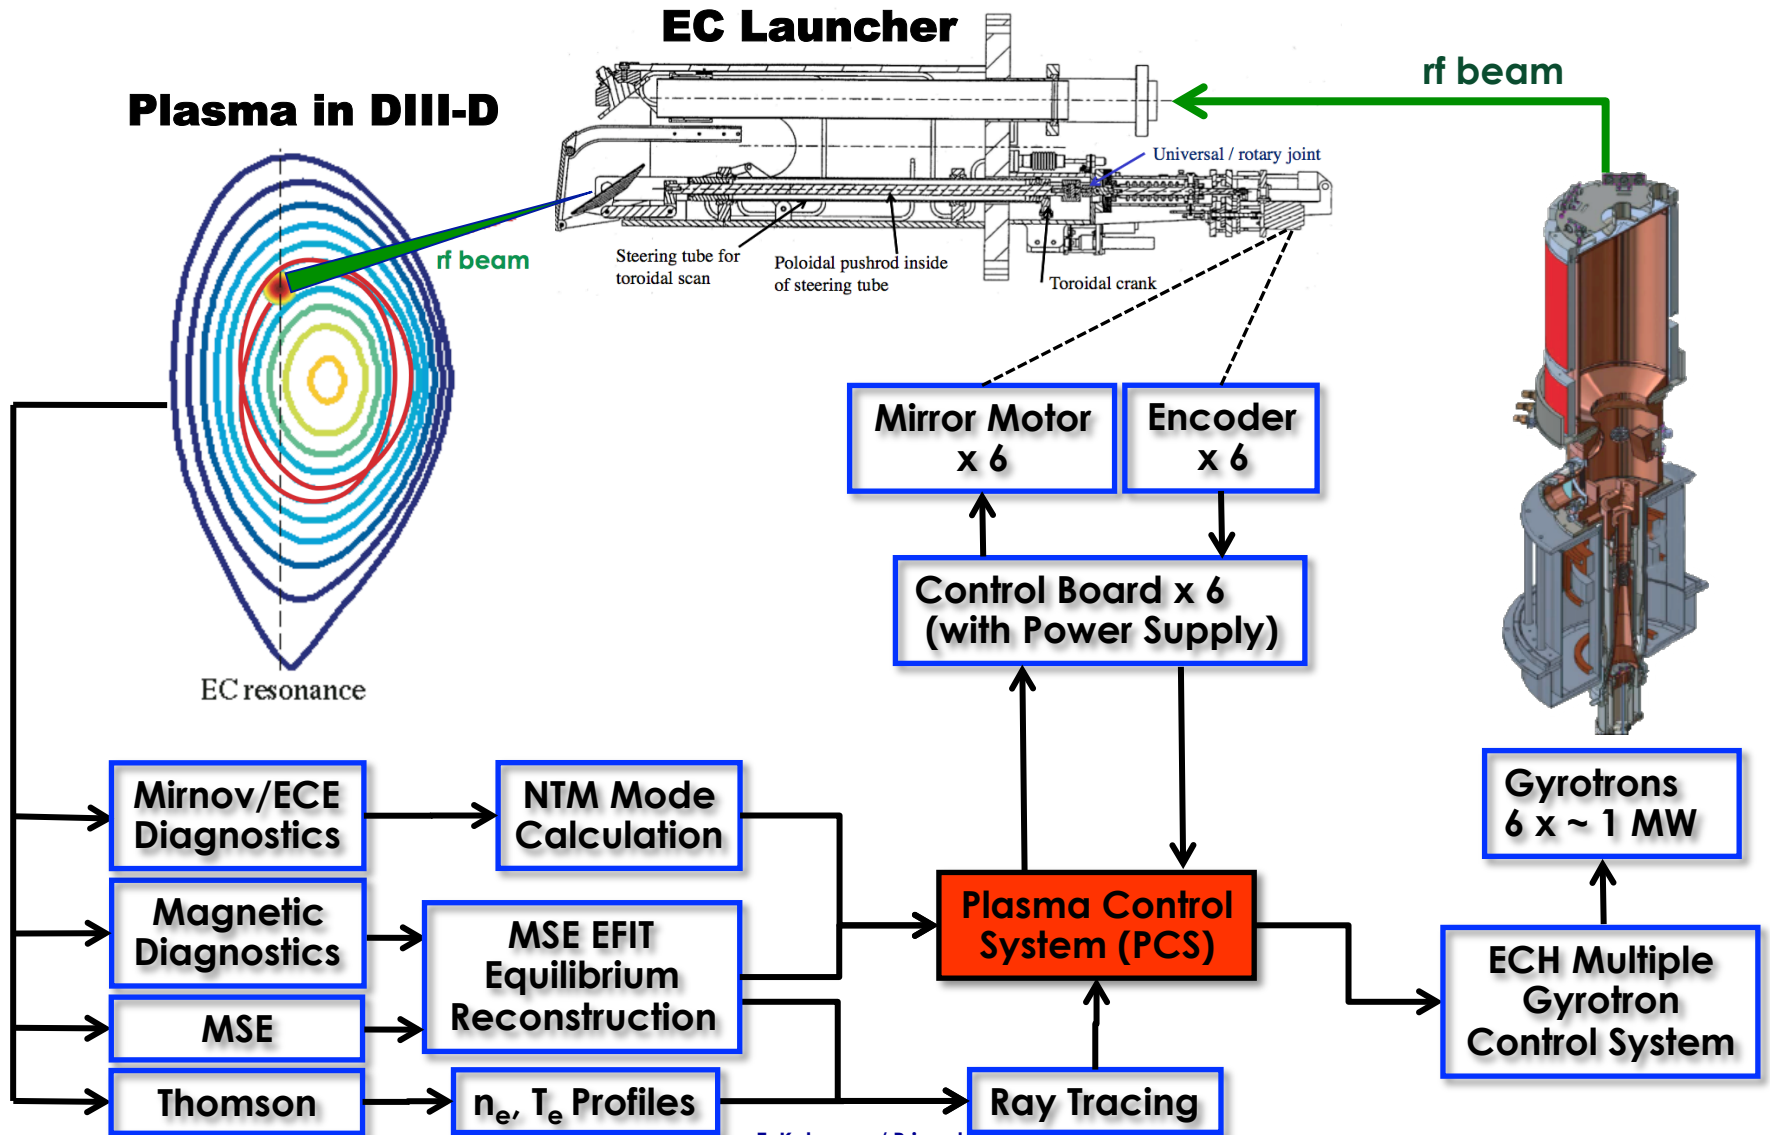 EC Launcher
rf beam
Plasma in DIII-D
Universal / rotary joint
rf beam
Steering tube for
toroidal scan
Poloidal pushrod inside
of steering tube
Toroidal crank
Mirror Motor
x 6
Encoder
x 6
Control Board x 6
(with Power Supply)
EC resonance
Mirnov/ECE
Diagnostics
NTM Mode
Calculation
Gyrotrons
6 x ~ 1 MW
Magnetic
Diagnostics
MSE EFIT
Equilibrium
Reconstruction
Plasma Control
System (PCS)
ECH Multiple
Gyrotron
Control System
MSE
Thomson
nₑ, Tₑ Profiles
Ray Tracing